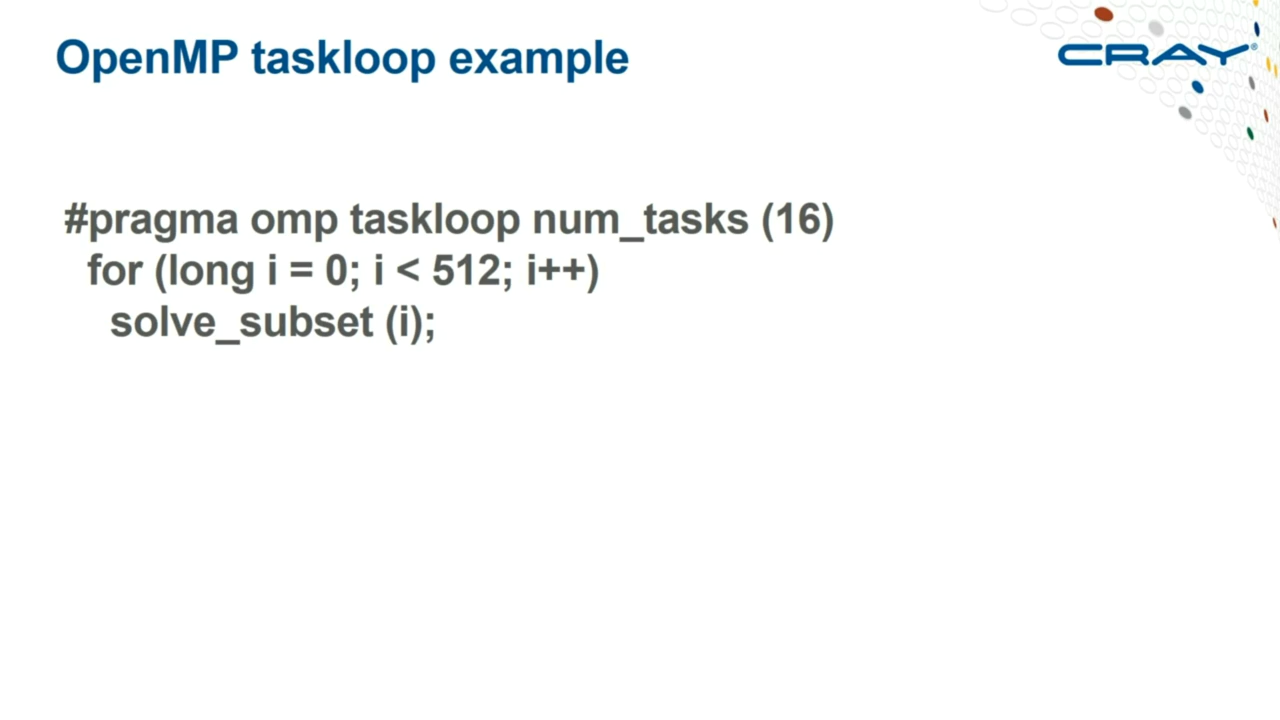 OpenMP taskloop example
CRAY®
#pragma omp taskloop num_tasks (16)
for (long i = 0; i < 512; i++)
solve_subset (i);